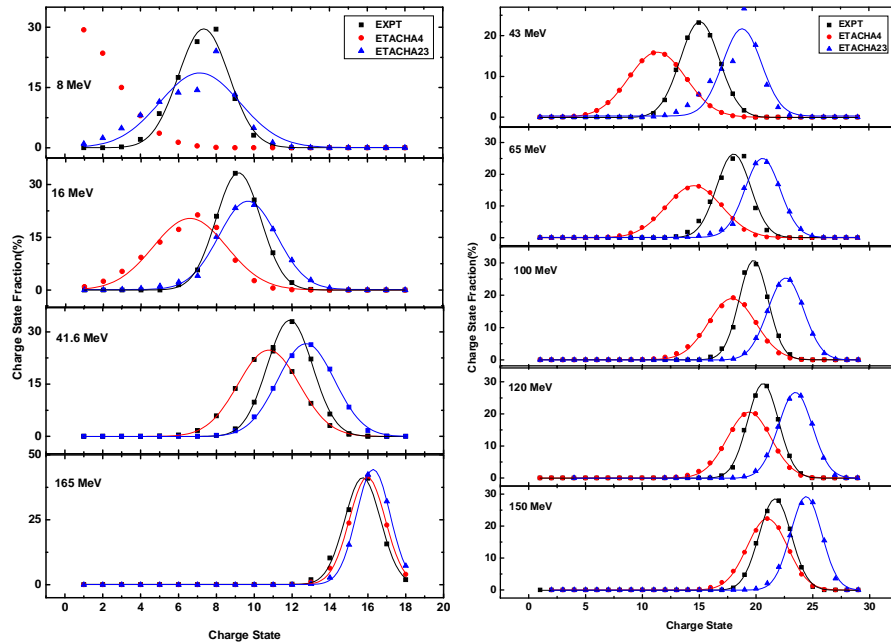 EXPT
ETACHA4
ETACHA23
8 MeV
30
15
0
16 MeV
30
15
0
41.6 MeV
30
15
0
165 MeV
50
25
0
0 2 4 6 8 10 12 14 16 18 20
Charge State
Charge State Fraction(%)
EXPT
ETACHA4
ETACHA23
43 MeV
20
10
0
65 MeV
30
20
10
0
100 MeV
30
20
10
0
120 MeV
30
20
10
0
150 MeV
30
20
10
0
0 5 10 15 20 25 30
Charge State
Charge State Fraction(%)